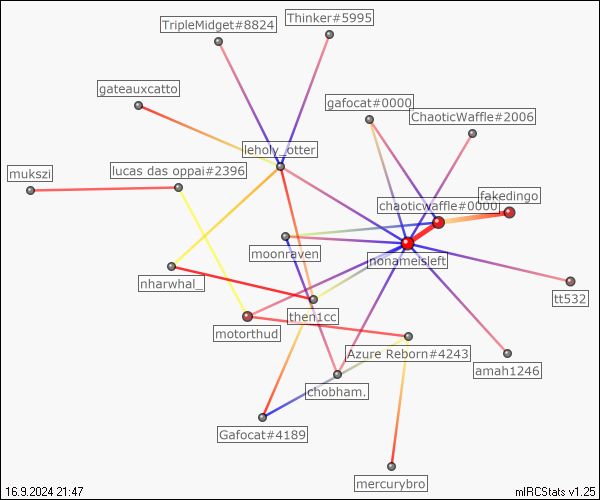 Thinker#5995
TripleMidget#8824
gateauxcatto
gafocat#0000
ChaoticWaffle#2006
leholy_otter
lucas das oppai#2396
mukszi
fakedingo
chaoticwaffle#0000
moonraven
nonameisleft
nharwhal_
tt532
then1cc
motorthud
Azure Reborn#4243
amah1246
chobham.
Gafocat#4189
mercurybro
16.9.2024 21:47
mIRCStats v1.25